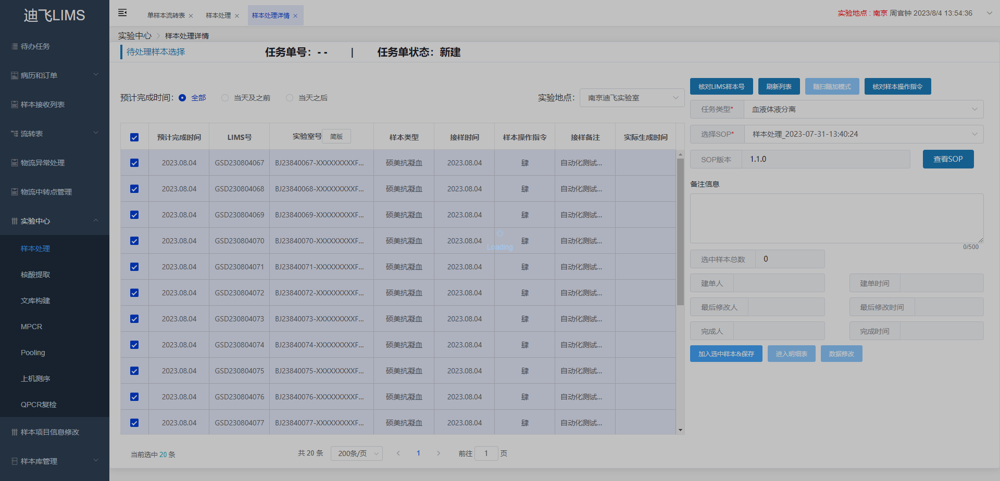 迪飞LIMS
待办任务
病历和订单
样本接收列表
流转表
物流异常处理
物流中转点管理
实验中心
样本处理
核酸提取
文库构建
MPCR
Pooling
上机测序
QPCR复检
样本项目信息修改
样本库管理
单样本流转表 样本处理 样本处理详情
实验地点 : 南京 周官钟 2023/8/4 13:54:36
实验中心 样本处理详情
待处理样本选择 任务单号：- - | 任务单状态：新建
预计完成时间： 全部 当天及之前 当天之后 实验地点： 南京迪飞实验室
预计完成时间 LIMS号 实验室号 简版 样本类型 接样时间 样本操作指令 接样备注 实际生成时间
2023.08.04 GSD230804067 BJ23840067-XXXXXXXXXF... 硕美抗凝血 2023.08.04 肆 自动化测试...
2023.08.04 GSD230804068 BJ23840068-XXXXXXXXXF... 硕美抗凝血 2023.08.04 肆 自动化测试...
2023.08.04 GSD230804069 BJ23840069-XXXXXXXXXF... 硕美抗凝血 2023.08.04 肆 自动化测试...
2023.08.04 GSD230804070 BJ23840070-XXXXXXXXXF... 硕美抗凝血 2023.08.04 肆 自动化测试...
Loading
2023.08.04 GSD230804071 BJ23840071-XXXXXXXXXF... 硕美抗凝血 2023.08.04 肆 自动化测试...
2023.08.04 GSD230804072 BJ23840072-XXXXXXXXXF... 硕美抗凝血 2023.08.04 肆 自动化测试...
2023.08.04 GSD230804073 BJ23840073-XXXXXXXXXF... 硕美抗凝血 2023.08.04 肆 自动化测试...
2023.08.04 GSD230804074 BJ23840074-XXXXXXXXXF... 硕美抗凝血 2023.08.04 肆 自动化测试...
2023.08.04 GSD230804075 BJ23840075-XXXXXXXXXF... 硕美抗凝血 2023.08.04 肆 自动化测试...
2023.08.04 GSD230804076 BJ23840076-XXXXXXXXXF... 硕美抗凝血 2023.08.04 肆 自动化测试...
2023.08.04 GSD230804077 BJ23840077-XXXXXXXXXF... 硕美抗凝血 2023.08.04 肆 自动化测试...
当前选中 20 条 共 20 条 200条/页 1 前往 1 页
核对LIMS样本号 刷新列表 随扫随加模式 核对样本操作指令
任务类型* 血液体液分离
选择SOP* 样本处理_2023-07-31-13:40:24
SOP版本 1.1.0 查看SOP
备注信息
0/500
选中样本总数 0
建单人 建单时间
最后修改人 最后修改时间
完成人 完成时间
加入选中样本&保存 进入明细表 数据修改